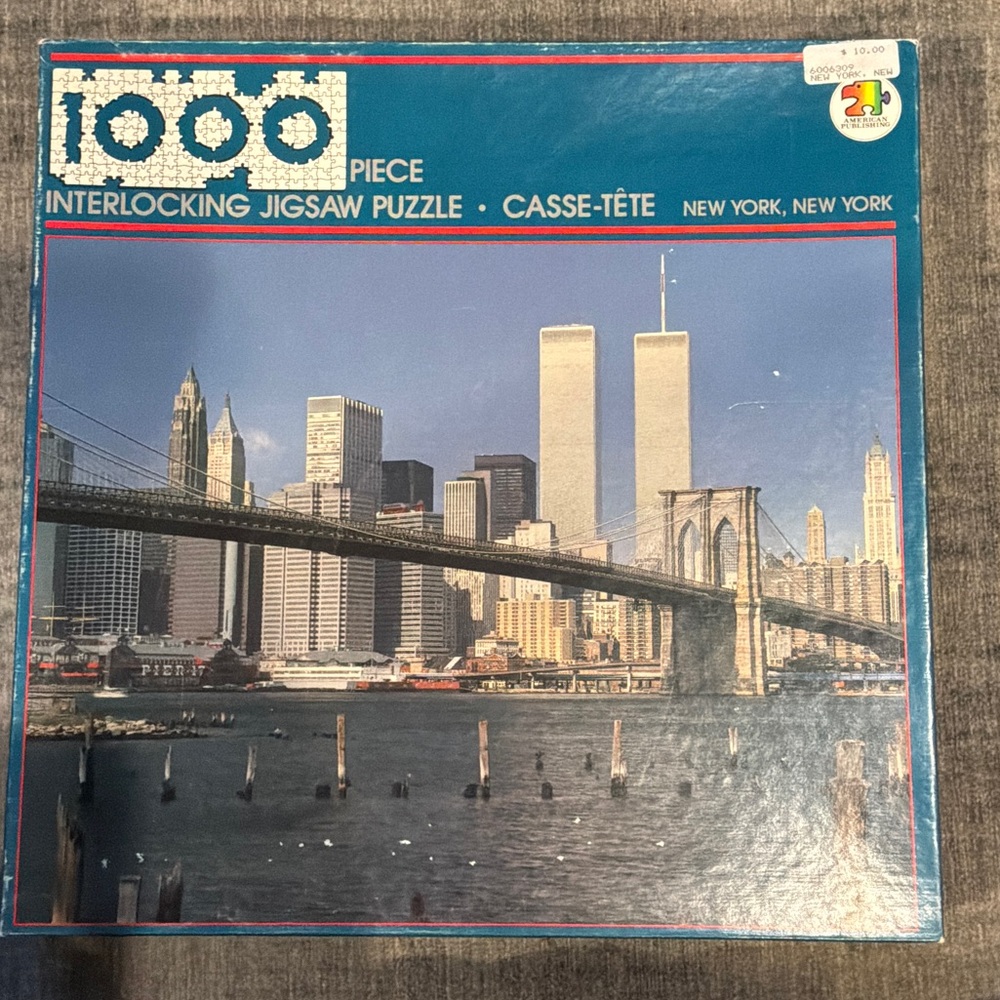 $ 10.00
6006309
NEW YORK, NEW
AMERICAN
PUBLISHING
1000
PIECE
INTERLOCKING JIGSAW PUZZLE · CASSE-TÊTE NEW YORK, NEW YORK
PIER 17